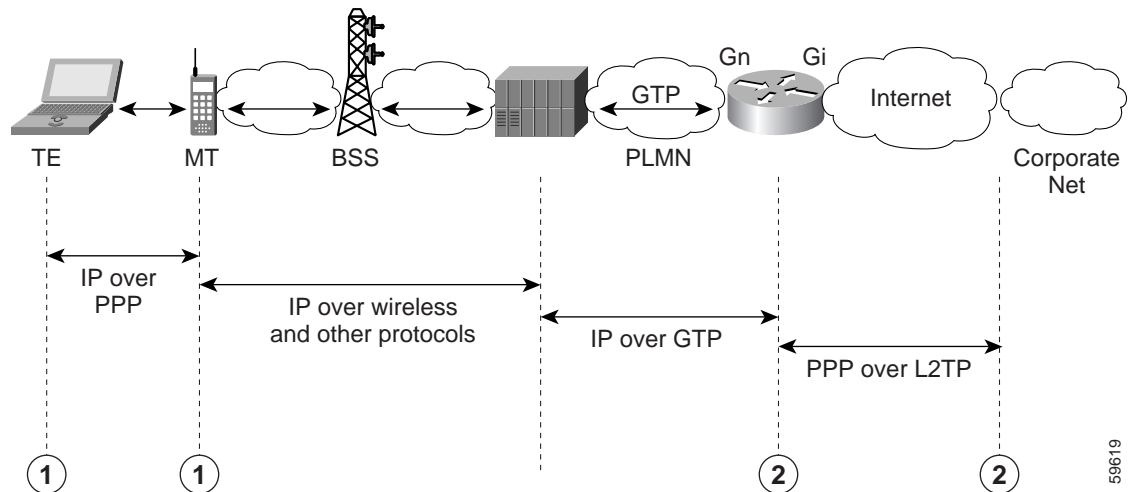 Gn
Gi
GTP
Internet
TE
MT
BSS
PLMN
Corporate
Net
IP over
PPP
IP over wireless
and other protocols
IP over GTP
PPP over L2TP
1
1
2
2
59619